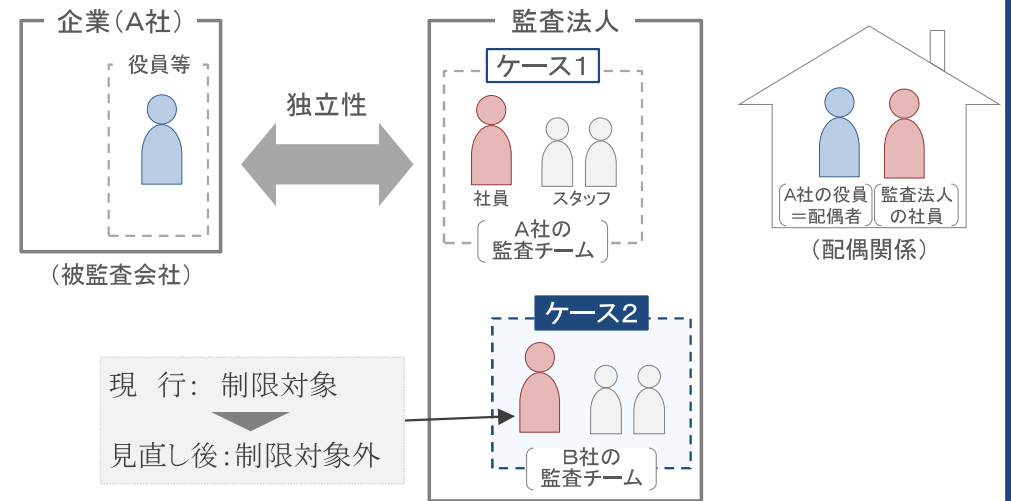 企業（A社）
役員等
（被監査会社）
独立性
監査法人
ケース１
社員
スタッフ
A社の
監査チーム
ケース２
B社の
監査チーム
現　行：　制限対象
見直し後：制限対象外
A社の役員
＝配偶者
監査法人
の社員
（配偶関係）